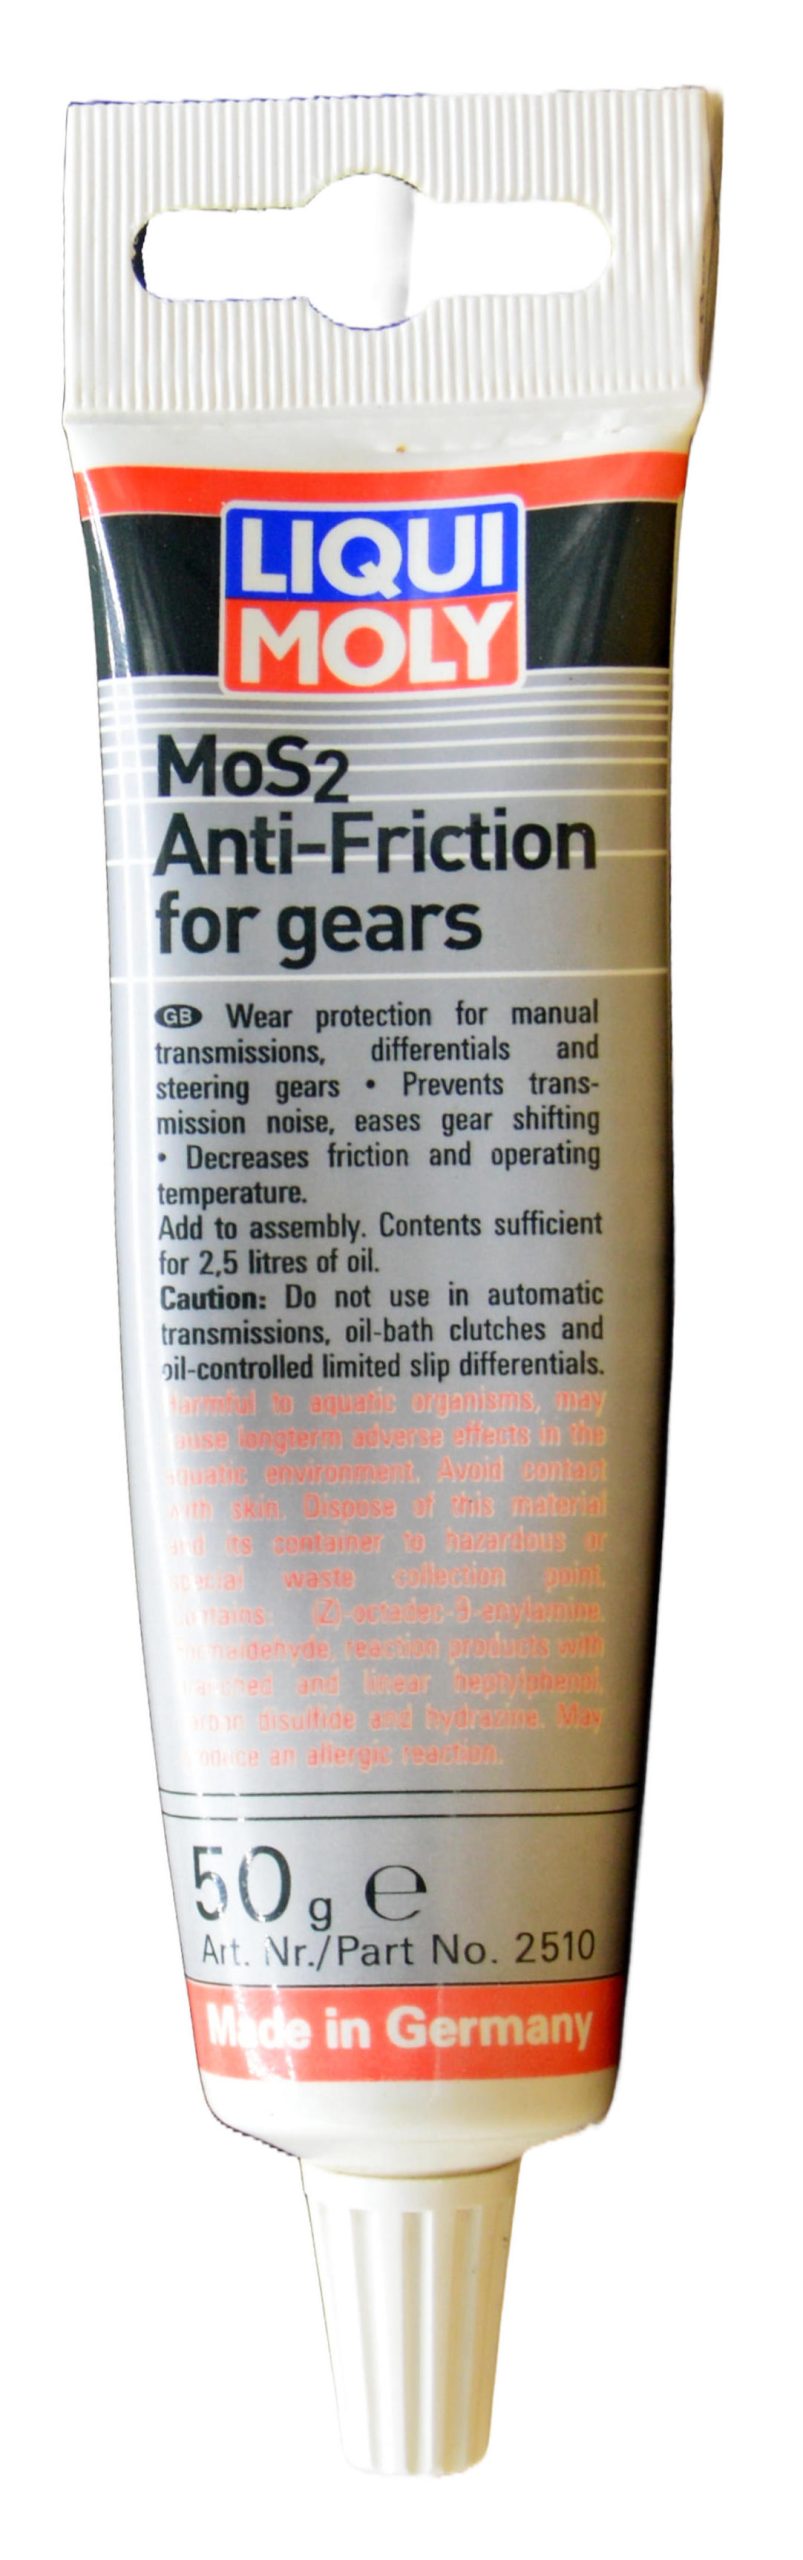 LIQUI
MOLY
MoS2
Anti-Friction
for gears
GB Wear protection for manual
transmissions, differentials and
steering gears • Prevents trans-
mission noise, eases gear shifting
• Decreases friction and operating
temperature.
Add to assembly. Contents sufficient
for 2,5 litres of oil.
Caution: Do not use in automatic
transmissions, oil-bath clutches and
oil-controlled limited slip differentials.
Harmful to aquatic organisms, may
cause longterm adverse effects in the
aquatic environment. Avoid contact
with skin. Dispose of this material
and its container to hazardous or
special waste collection point.
Contains: (Z)-octadec-9-enylamine.
Formaldehyde, reaction products with
branched and linear heptylphenol,
carbon disulfide and hydrazine. May
produce an allergic reaction.
50 g e
Art. Nr./Part No. 2510
Made in Germany